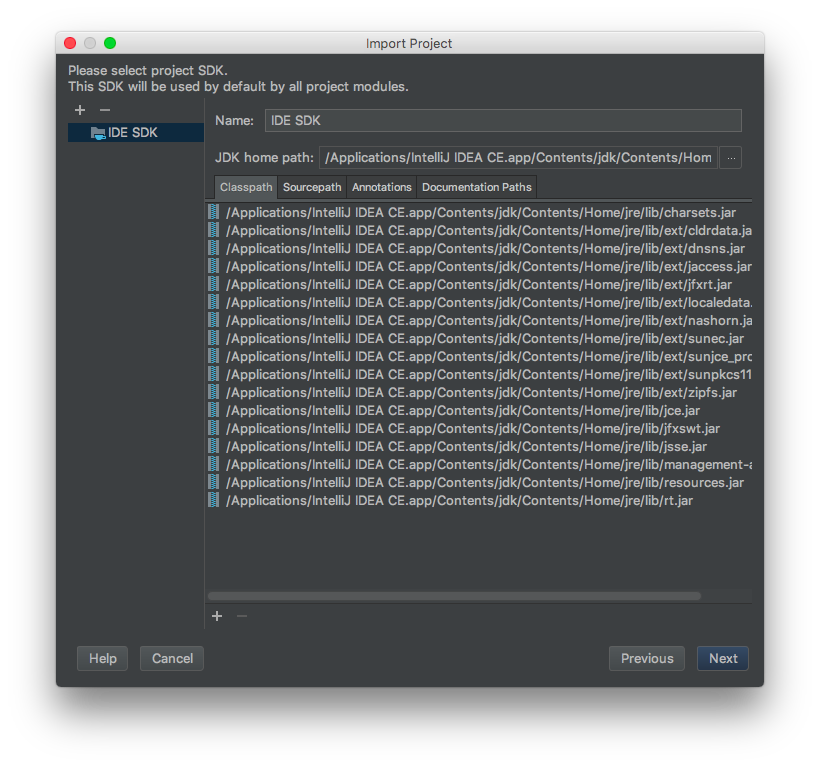 Import Project
Please select project SDK.
This SDK will be used by default by all project modules.
IDE SDK
Name: IDE SDK
JDK home path: /Applications/IntelliJ IDEA CE.app/Contents/jdk/Contents/Hom ...
Classpath Sourcepath Annotations Documentation Paths
/Applications/IntelliJ IDEA CE.app/Contents/jdk/Contents/Home/jre/lib/charsets.jar
/Applications/IntelliJ IDEA CE.app/Contents/jdk/Contents/Home/jre/lib/ext/cldrdata.ja
/Applications/IntelliJ IDEA CE.app/Contents/jdk/Contents/Home/jre/lib/ext/dnsns.jar
/Applications/IntelliJ IDEA CE.app/Contents/jdk/Contents/Home/jre/lib/ext/jaccess.jar
/Applications/IntelliJ IDEA CE.app/Contents/jdk/Contents/Home/jre/lib/ext/jfxrt.jar
/Applications/IntelliJ IDEA CE.app/Contents/jdk/Contents/Home/jre/lib/ext/localedata.
/Applications/IntelliJ IDEA CE.app/Contents/jdk/Contents/Home/jre/lib/ext/nashorn.ja
/Applications/IntelliJ IDEA CE.app/Contents/jdk/Contents/Home/jre/lib/ext/sunec.jar
/Applications/IntelliJ IDEA CE.app/Contents/jdk/Contents/Home/jre/lib/ext/sunjce_pro
/Applications/IntelliJ IDEA CE.app/Contents/jdk/Contents/Home/jre/lib/ext/sunpkcs11
/Applications/IntelliJ IDEA CE.app/Contents/jdk/Contents/Home/jre/lib/ext/zipfs.jar
/Applications/IntelliJ IDEA CE.app/Contents/jdk/Contents/Home/jre/lib/jce.jar
/Applications/IntelliJ IDEA CE.app/Contents/jdk/Contents/Home/jre/lib/jfxswt.jar
/Applications/IntelliJ IDEA CE.app/Contents/jdk/Contents/Home/jre/lib/jsse.jar
/Applications/IntelliJ IDEA CE.app/Contents/jdk/Contents/Home/jre/lib/management-a
/Applications/IntelliJ IDEA CE.app/Contents/jdk/Contents/Home/jre/lib/resources.jar
/Applications/IntelliJ IDEA CE.app/Contents/jdk/Contents/Home/jre/lib/rt.jar
Help Cancel Previous Next